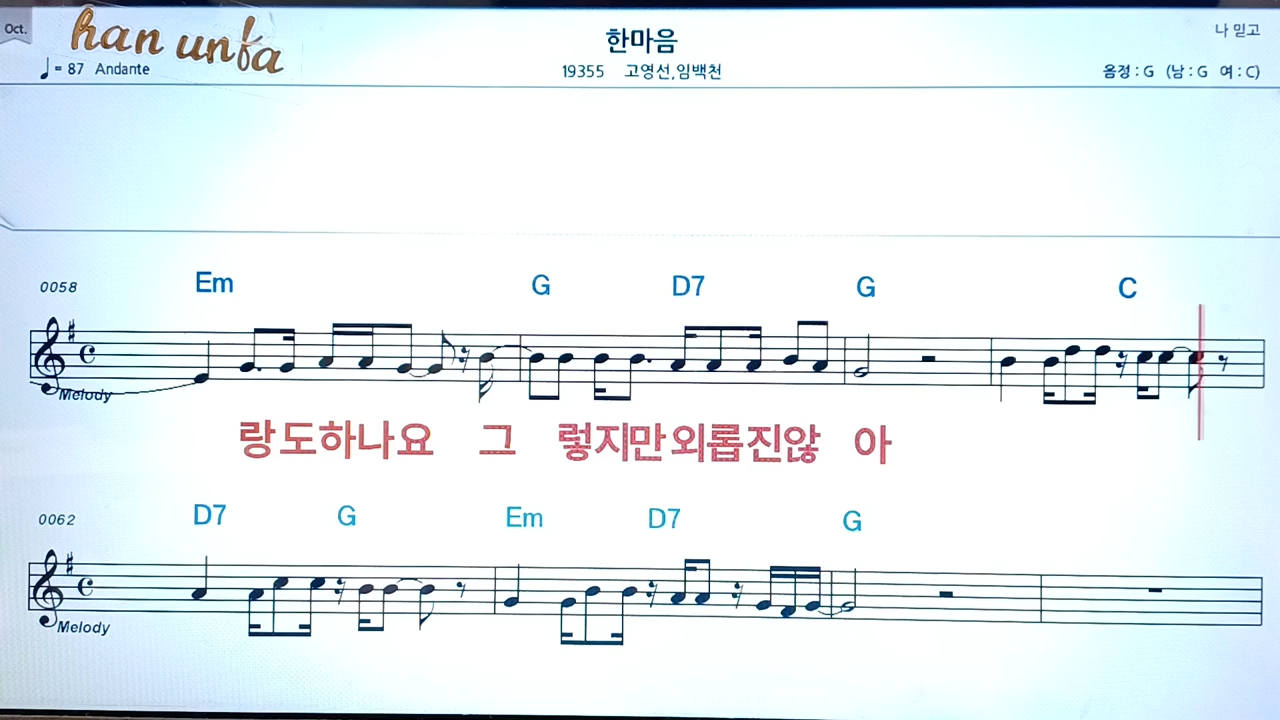 Oct.
han unfa
한마음
나 믿고
♩= 87 Andante
19355 고영선,임백천
음정 : G (남 : G 여 : C)
0058
Em G D7 G C
Melody
랑도하나요 그 렇지만외롭진않 아
0062
D7 G Em D7 G
Melody